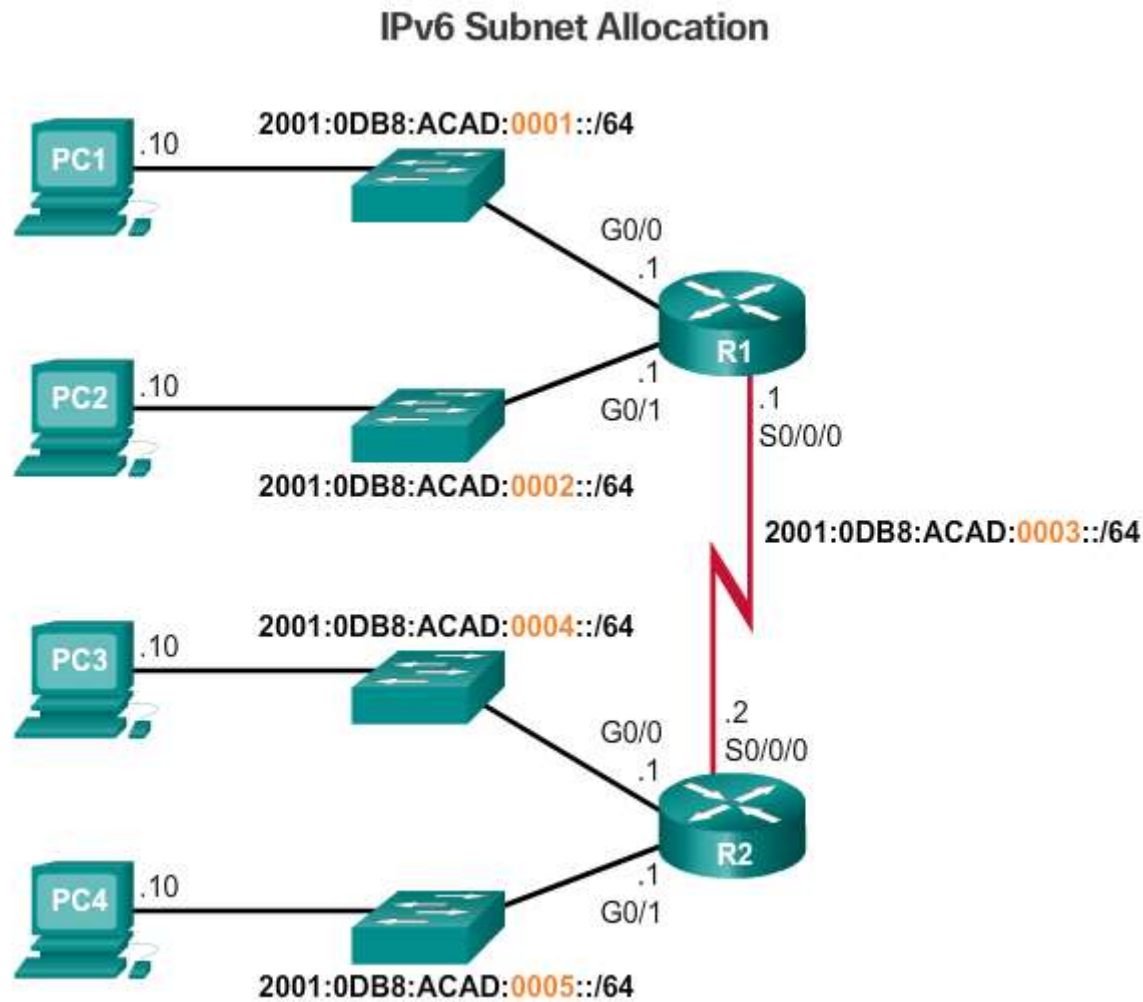 IPv6 Subnet Allocation
2001:0DB8:ACAD:0001::/64
PC1
.10
G0/0
.1
R1
PC2
.10
.1
G0/1
.1
S0/0/0
2001:0DB8:ACAD:0002::/64
2001:0DB8:ACAD:0003::/64
2001:0DB8:ACAD:0004::/64
PC3
.10
G0/0
.1
.2
S0/0/0
R2
PC4
.10
.1
G0/1
2001:0DB8:ACAD:0005::/64